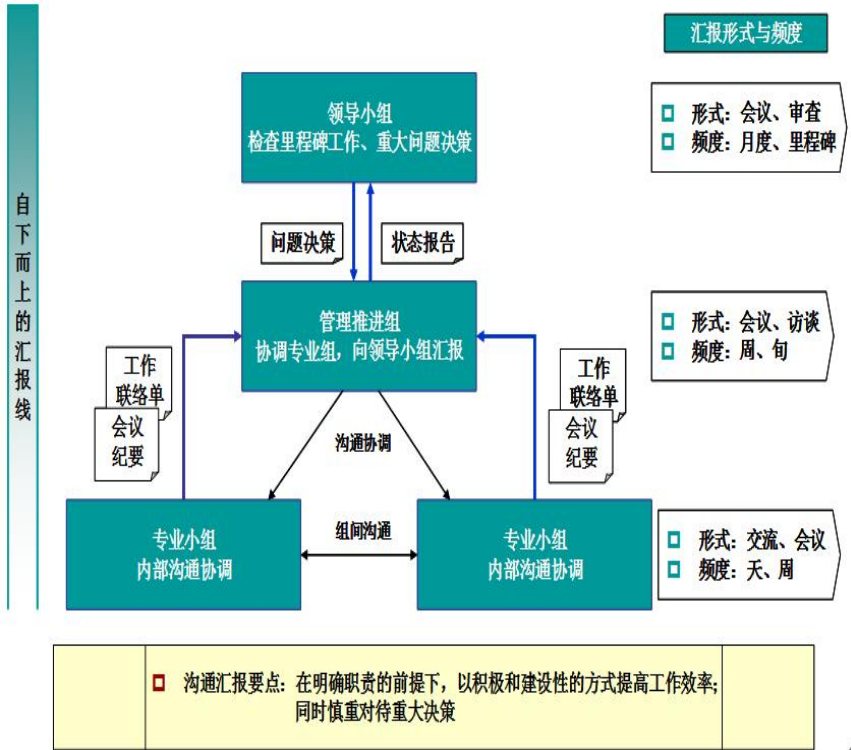 汇报形式与频度
自下而上的汇报线
领导小组
检查里程碑工作、重大问题决策
形式：会议、审查
频度：月度、里程碑
问题决策
状态报告
管理推进组
协调专业组，向领导小组汇报
形式：会议、访谈
频度：周、旬
工作
联络单
会议
纪要
工作
联络单
会议
纪要
沟通协调
专业小组
内部沟通协调
组间沟通
专业小组
内部沟通协调
形式：交流、会议
频度：天、周
沟通汇报要点：在明确职责的前提下，以积极和建设性的方式提高工作效率；
同时慎重对待重大决策